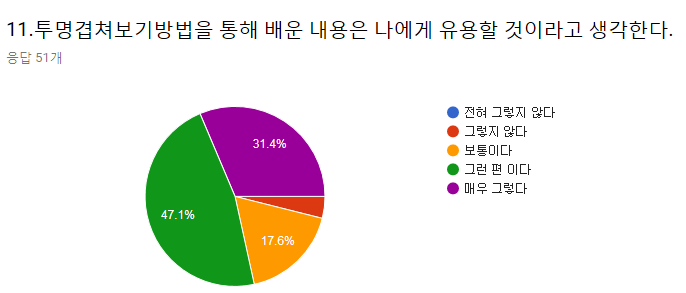 11.투명겹쳐보기방법을 통해 배운 내용은 나에게 유용할 것이라고 생각한다.
응답 51개
31.4%
47.1%
17.6%
전혀 그렇지 않다
그렇지 않다
보통이다
그런 편 이다
매우 그렇다